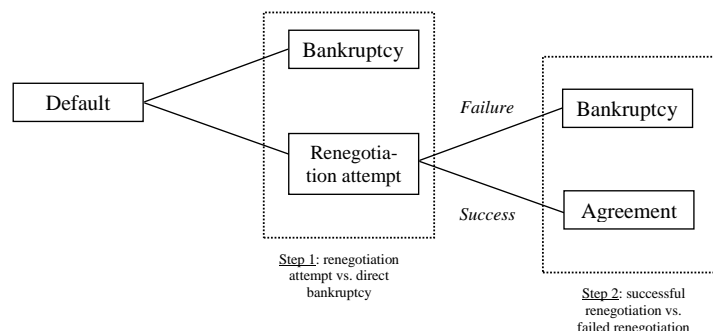 Bankruptcy
Default
Renegotia-
tion attempt
Failure
Success
Bankruptcy
Agreement
Step 1: renegotiation
attempt vs. direct
bankruptcy
Step 2: successful
renegotiation vs.
failed renegotiation